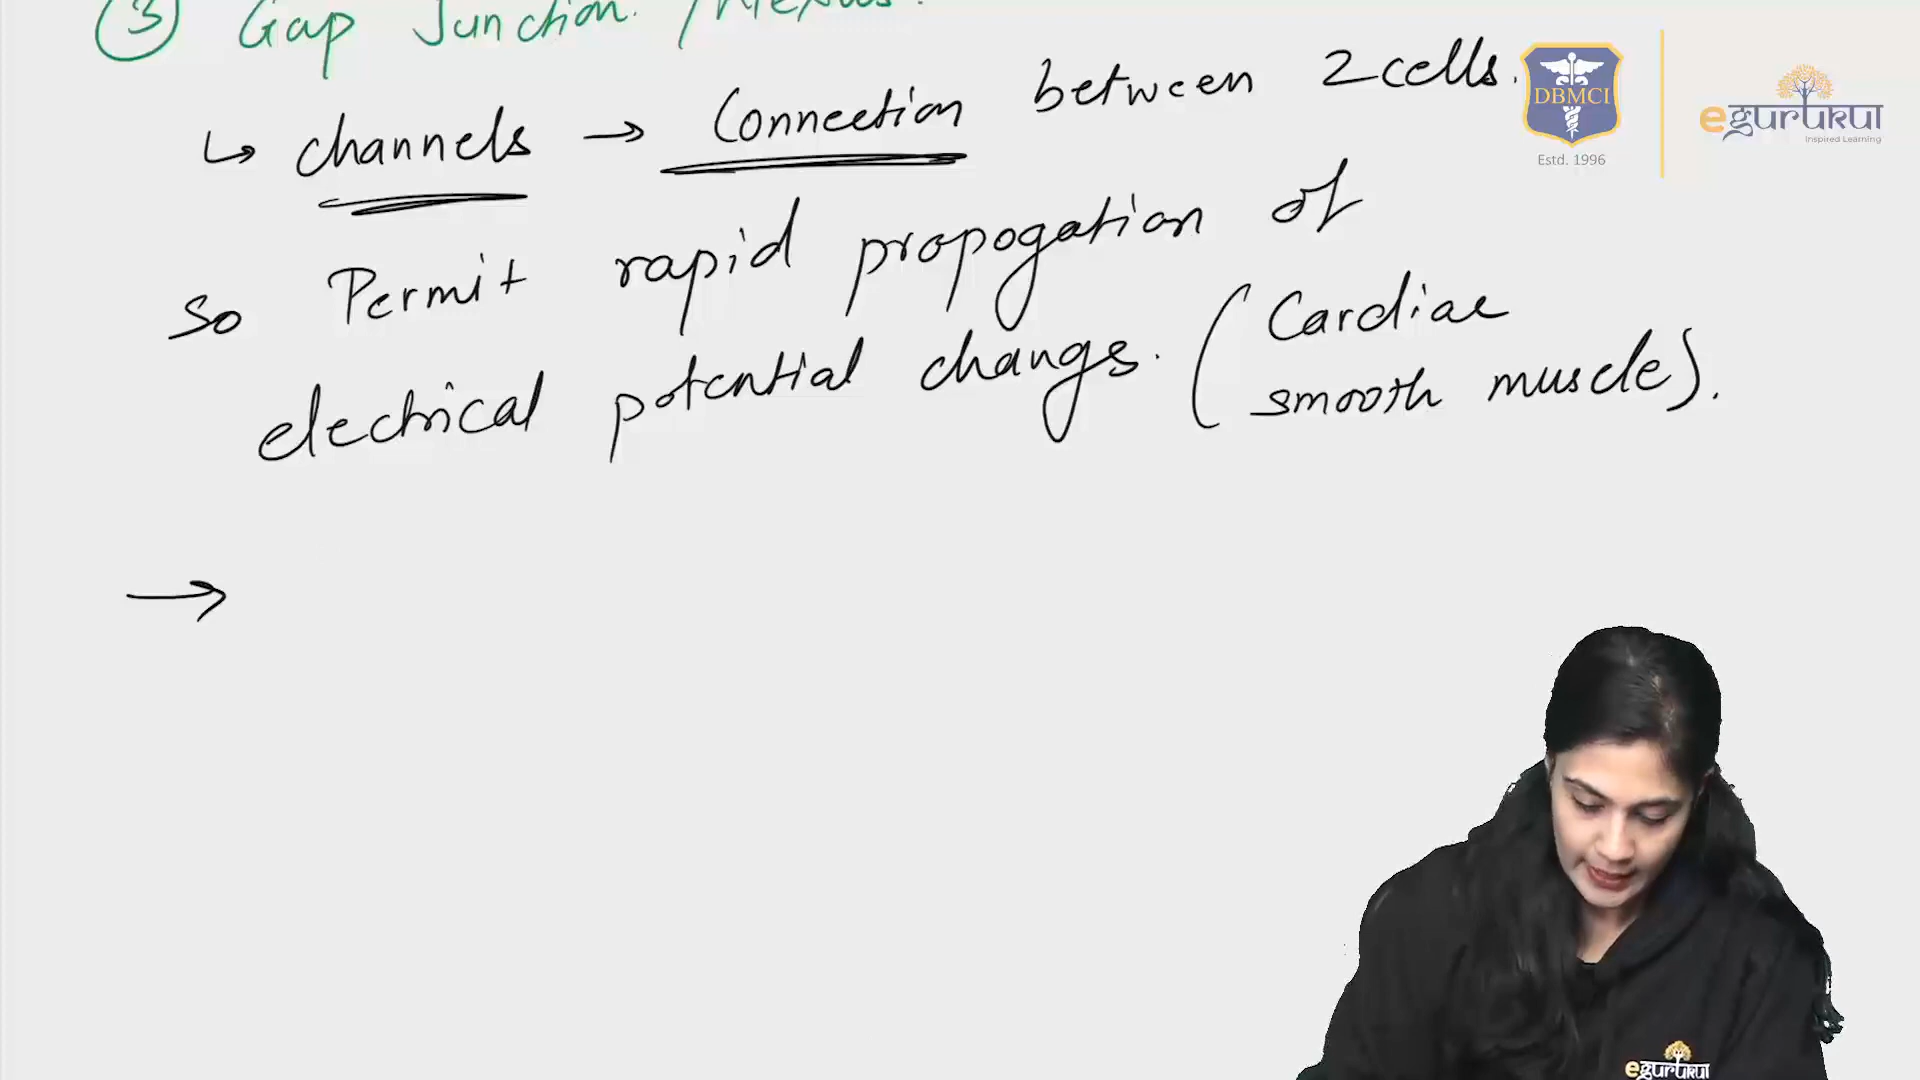 ③ Gap Junction / Nexus.
↳ channels → Connection between 2 cells.
So Permit rapid propogation of
electrical potential changs. (Cardiac
smooth muscle).
→
DBMCI
Estd. 1996
egurukul
Inspired Learning
egurukul